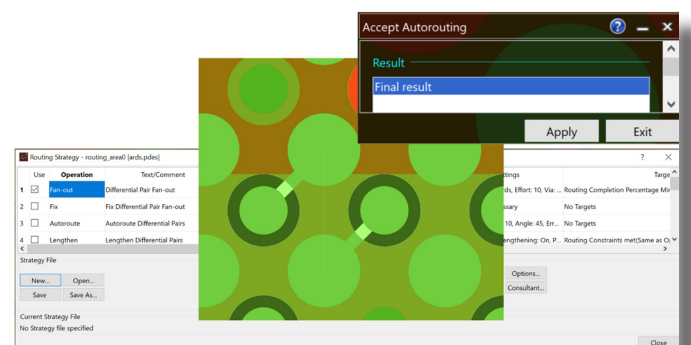 Accept Autorouting
Result
Final result
Apply Exit
Routing Strategy - routing_area0 [ards.pdes]
Use Operation Text/Comment tings Targe
1 Fan-out Differential Pair Fan-out ds, Effort: 10, Via: ... Routing Completion Percentage Min
2 Fix Fix Differential Pair Fan-out ssary No Targets
3 Autoroute Autoroute Differential Pairs 10, Angle: 45, Err... No Targets
4 Lengthen Lengthen Differential Pairs engthening: On, P... Routing Constraints met(Same as O
Strategy File
New... Open... Options...
Save Save As... Consultant...
Current Strategy File
No Strategy file specified
Close